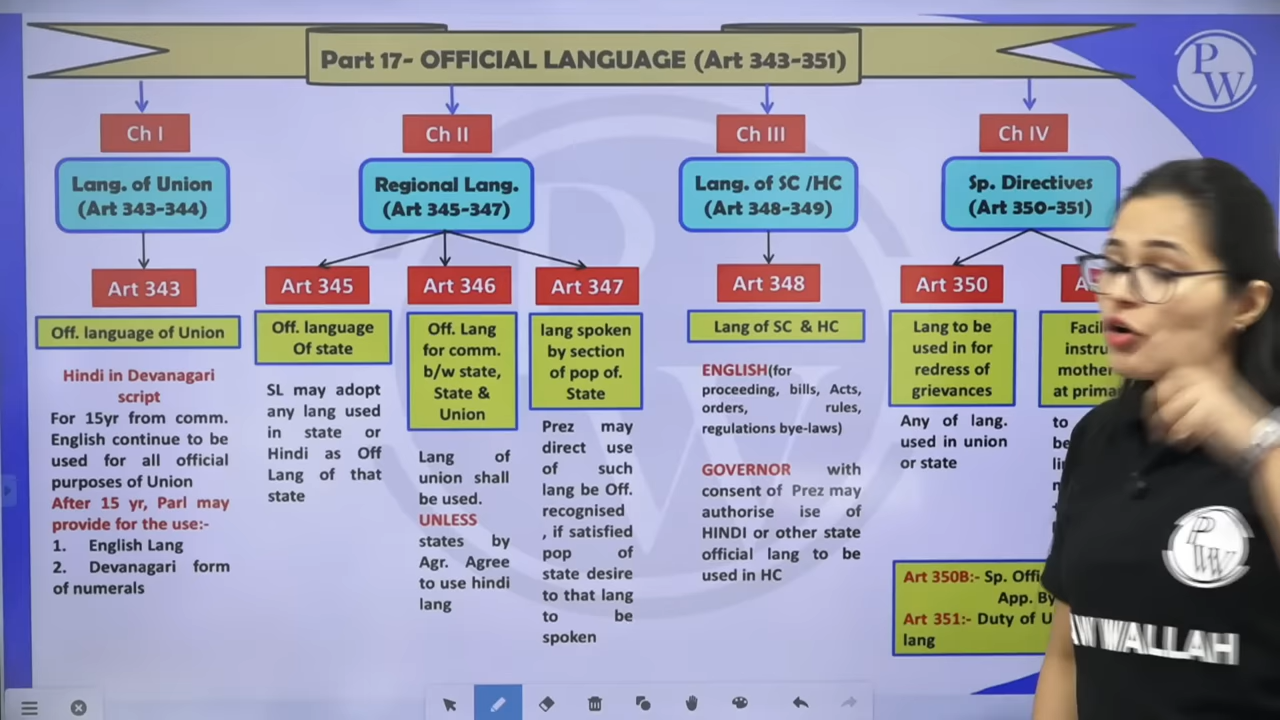 Part 17- OFFICIAL LANGUAGE (Art 343-351)
PW
Ch I
Lang. of Union
(Art 343-344)
Art 343
Off. language of Union
Hindi in Devanagari
script
For 15yr from comm.
English continue to be
used for all official
purposes of Union
After 15 yr, Parl may
provide for the use:-
1. English Lang
2. Devanagari form
of numerals
Ch II
Regional Lang.
(Art 345-347)
Art 345
Off. language
Of state
SL may adopt
any lang used
in state or
Hindi as Off
Lang of that
state
Art 346
Off. Lang
for comm.
b/w state,
State &
Union
Lang of
union shall
be used.
UNLESS
states by
Agr. Agree
to use hindi
lang
Art 347
lang spoken
by section
of pop of.
State
Prez may
direct use
of such
lang be Off.
recognised
, if satisfied
pop of
state desire
to that lang
to be
spoken
Ch III
Lang. of SC /HC
(Art 348-349)
Art 348
Lang of SC & HC
ENGLISH(for
proceeding, bills, Acts,
orders, rules,
regulations bye-laws)
GOVERNOR with
consent of Prez may
authorise ise of
HINDI or other state
official lang to be
used in HC
Ch IV
Sp. Directives
(Art 350-351)
Art 350
Lang to be
used in for
redress of
grievances
Any of lang.
used in union
or state
Facil
instru
mother
at prima
to
be
Art 350B:- Sp. Offi
App. By
Art 351:- Duty of U
lang
PW
WALLAH